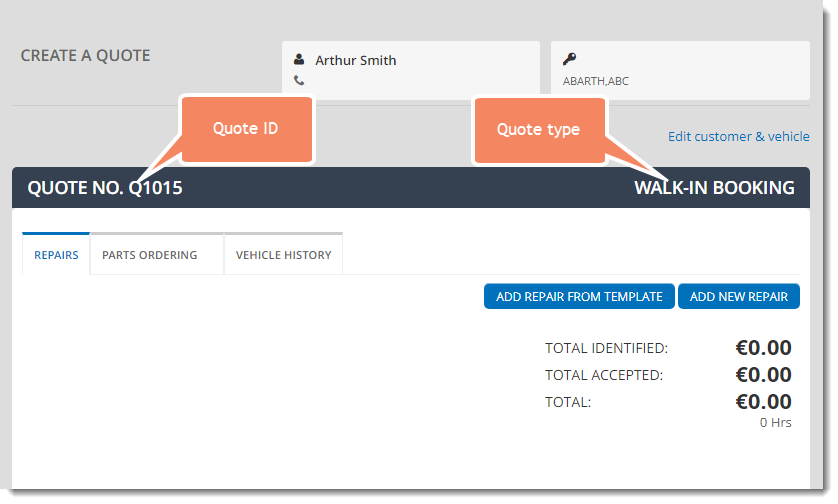 CREATE A QUOTE
Arthur Smith
ABARTH,ABC
Quote ID
Quote type
Edit customer & vehicle
QUOTE NO. Q1015
WALK-IN BOOKING
REPAIRS
PARTS ORDERING
VEHICLE HISTORY
ADD REPAIR FROM TEMPLATE
ADD NEW REPAIR
TOTAL IDENTIFIED: €0.00
TOTAL ACCEPTED: €0.00
TOTAL: €0.00
0 Hrs